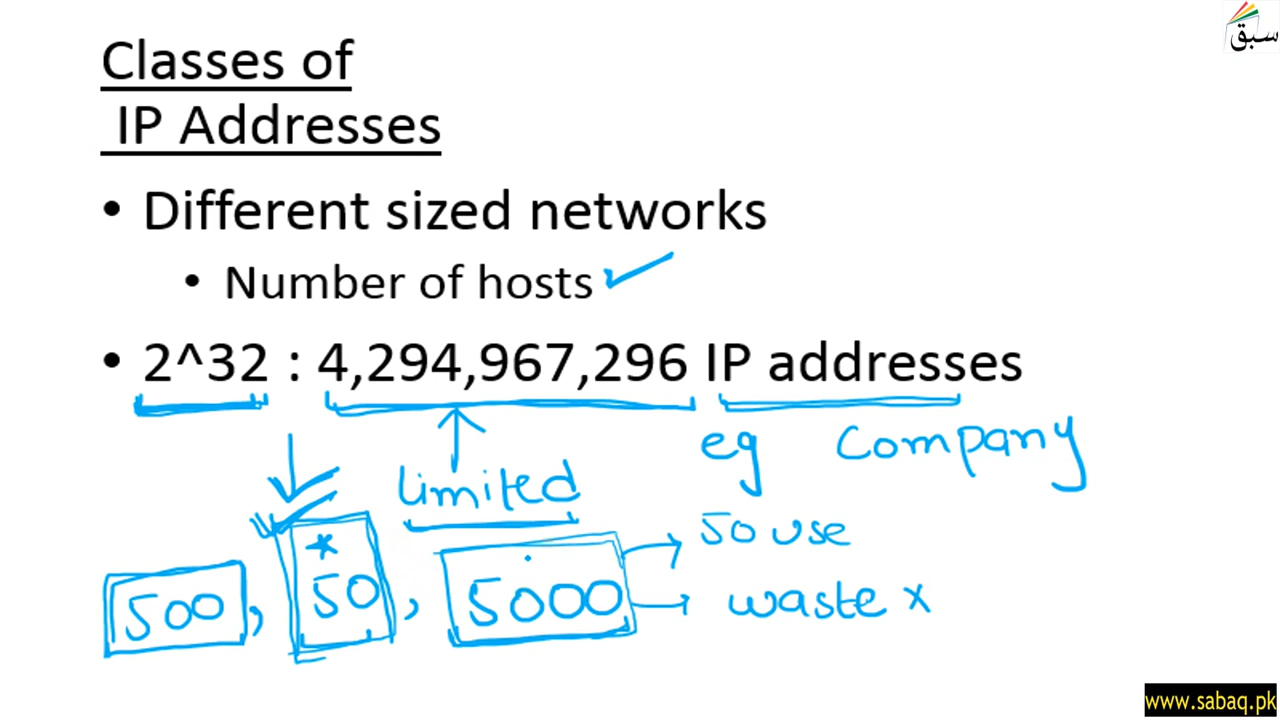 سبق
Classes of
IP Addresses
• Different sized networks
• Number of hosts
• 2^32 : 4,294,967,296 IP addresses
eg Company
limited
50 use
500, 50, 5000
waste x
www.sabaq.pk